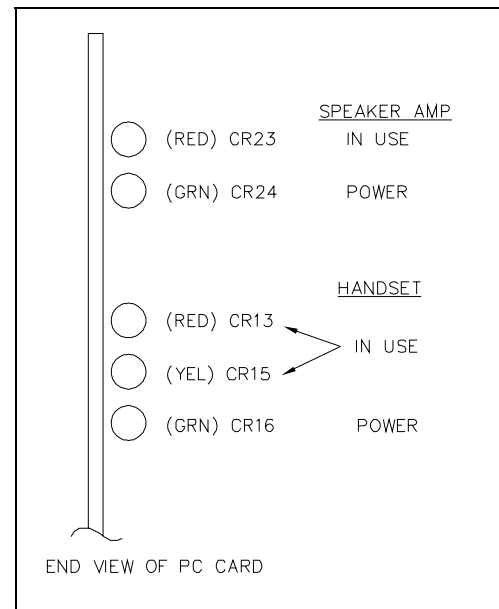 SPEAKER AMP
(RED) CR23 IN USE
(GRN) CR24 POWER
HANDSET
(RED) CR13
IN USE
(YEL) CR15
(GRN) CR16 POWER
END VIEW OF PC CARD